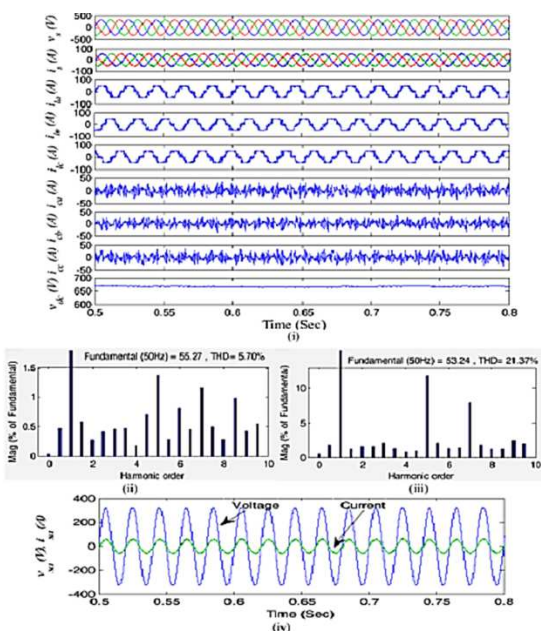 500
0
-500
v_s (V)
100
0
-100
i_s (A)
100
0
-100
i_la (A)
100
0
-100
i_lb (A)
100
0
-100
i_lc (A)
50
0
-50
i_ca (A)
50
0
-50
i_cb (A)
50
0
-50
i_cc (A)
700
650
600
v_dc (V)
0.5 0.55 0.6 0.65 0.7 0.75 0.8
Time (Sec)
(i)
Fundamental (50Hz) = 55.27 , THD= 5.70%
Mag (% of Fundamental)
1.5
1
0.5
0
0 2 4 6 8 10
Harmonic order
(ii)
Fundamental (50Hz) = 53.24 , THD= 21.37%
Mag (% of Fundamental)
10
5
0
0 2 4 6 8 10
Harmonic order
(iii)
Voltage Current
400
200
0
-200
-400
0.5 0.55 0.6 0.65 0.7 0.75 0.8
Time (Sec)
(iv)